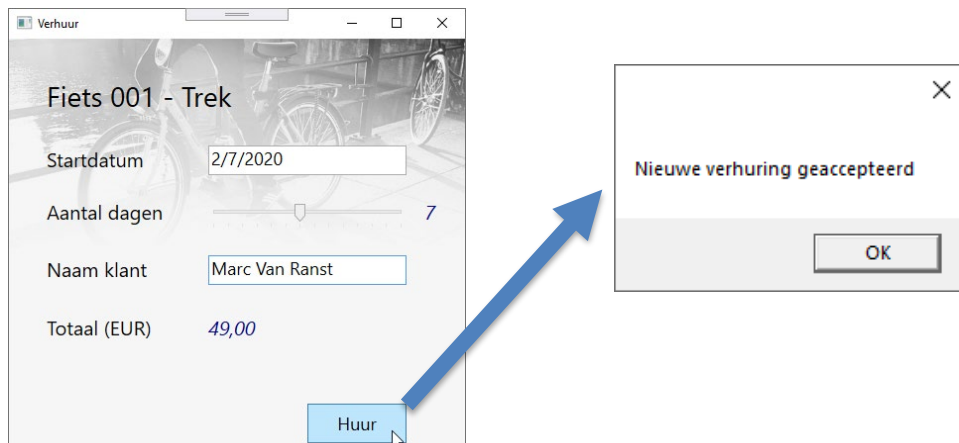 Verhuur
Fiets 001 - Trek
Startdatum 2/7/2020
Aantal dagen 7
Naam klant Marc Van Ranst
Totaal (EUR) 49,00
Huur
Nieuwe verhuring geaccepteerd
OK